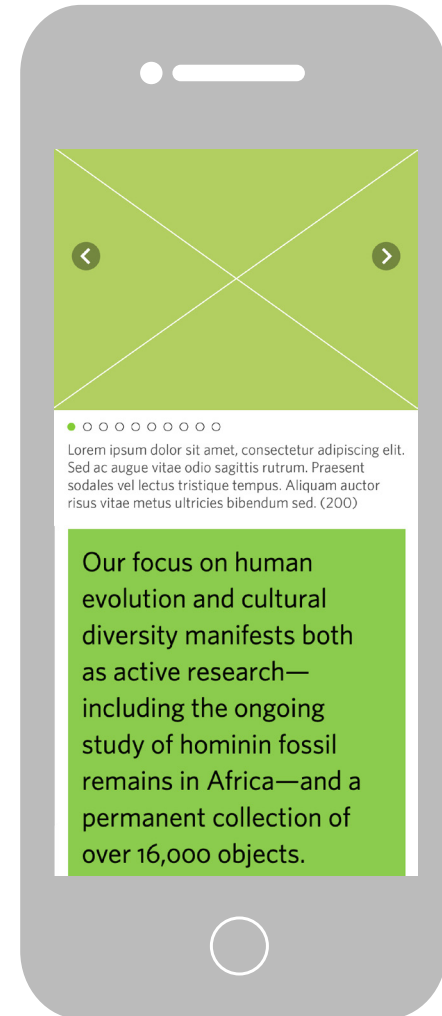 Lorem ipsum dolor sit amet, consectetur adipiscing elit.
Sed ac augue vitae odio sagittis rutrum. Praesent
sodales vel lectus tristique tempus. Aliquam auctor
risus vitae metus ultricies bibendum sed. (200)
Our focus on human
evolution and cultural
diversity manifests both
as active research—
including the ongoing
study of hominin fossil
remains in Africa—and a
permanent collection of
over 16,000 objects.